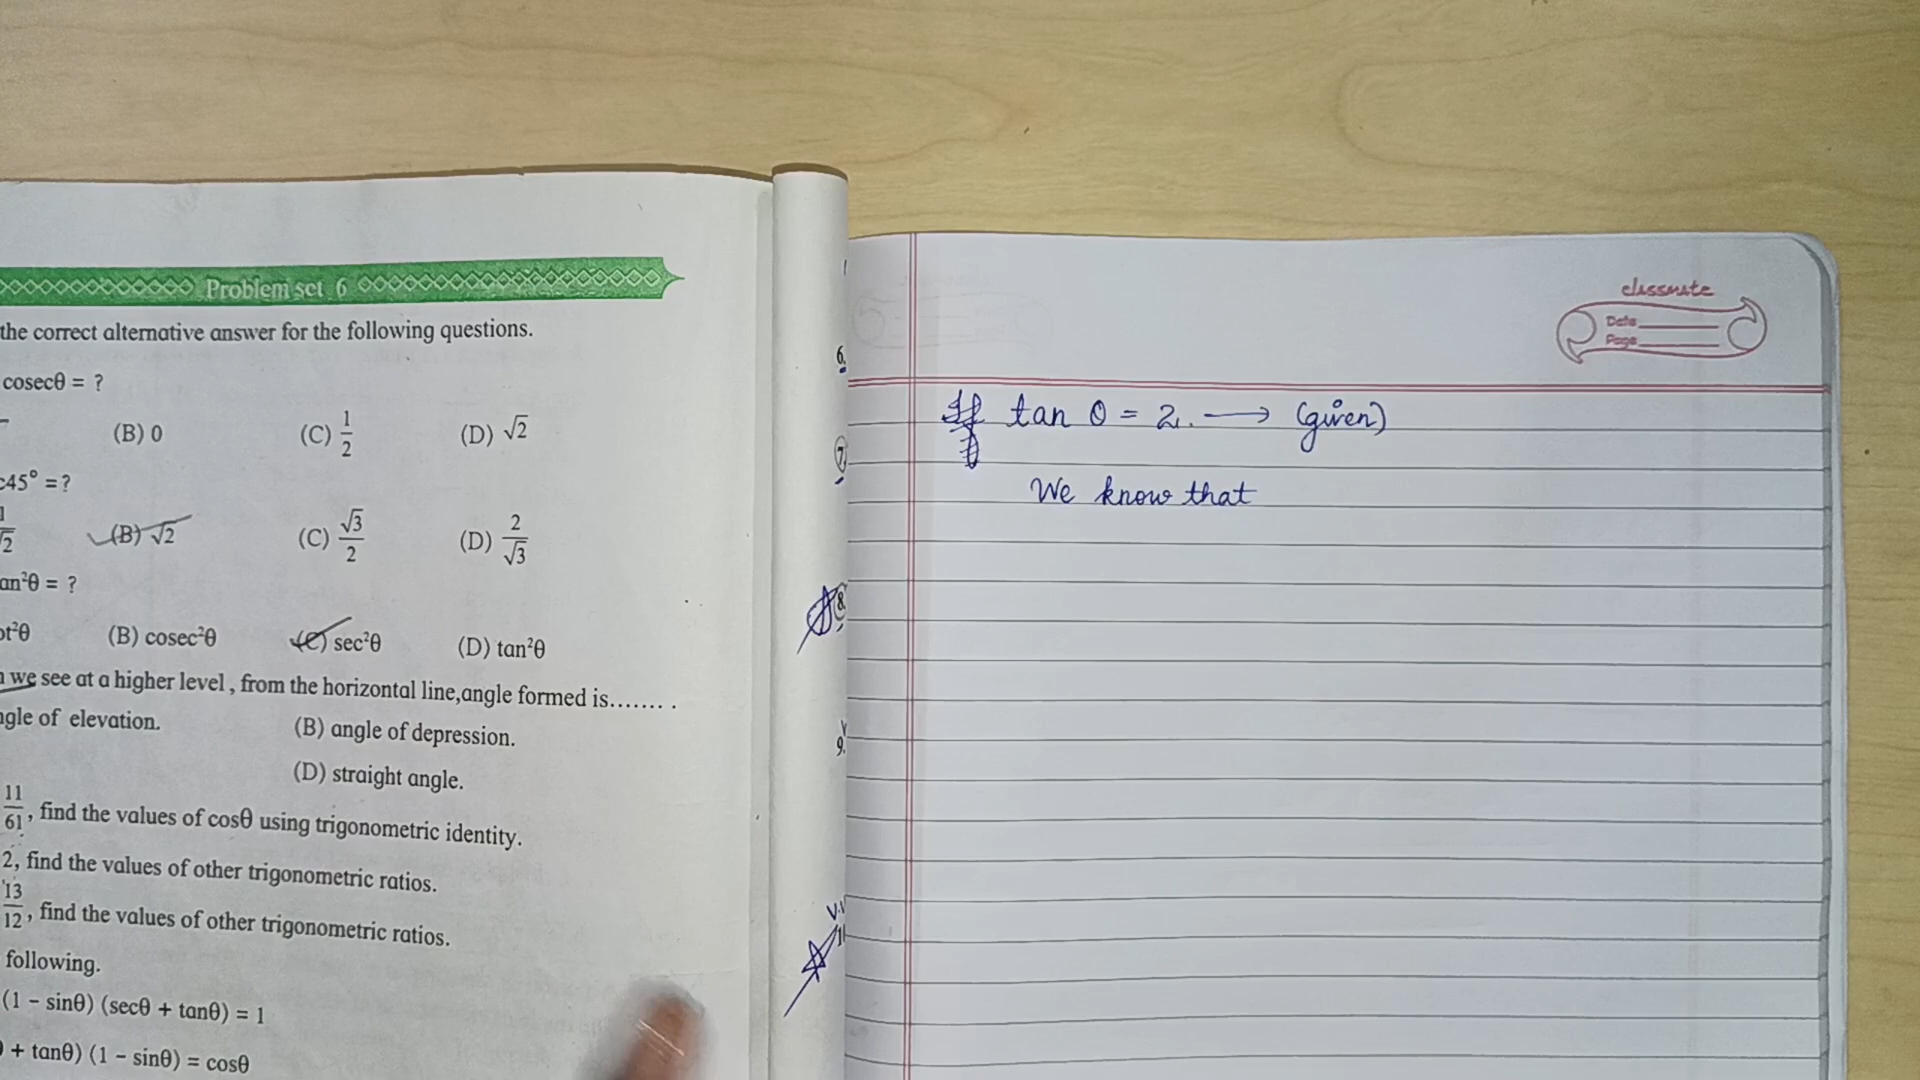 Problem set 6
the correct alternative answer for the following questions.
cosecθ = ?
(B) 0 (C) 1/2 (D) √2
45° = ?
1/√2 (B) √2 (C) √3/2 (D) 2/√3
an²θ = ?
ot²θ (B) cosec²θ (C) sec²θ (D) tan²θ
we see at a higher level , from the horizontal line,angle formed is....... .
ngle of elevation. (B) angle of depression.
(D) straight angle.
11/61, find the values of cosθ using trigonometric identity.
2, find the values of other trigonometric ratios.
13/12, find the values of other trigonometric ratios.
following.
(1 - sinθ) (secθ + tanθ) = 1
+ tanθ) (1 - sinθ) = cosθ
6.
7.
8.
9.
classmate
Date
Page
If tan θ = 2. → (given)
We know that